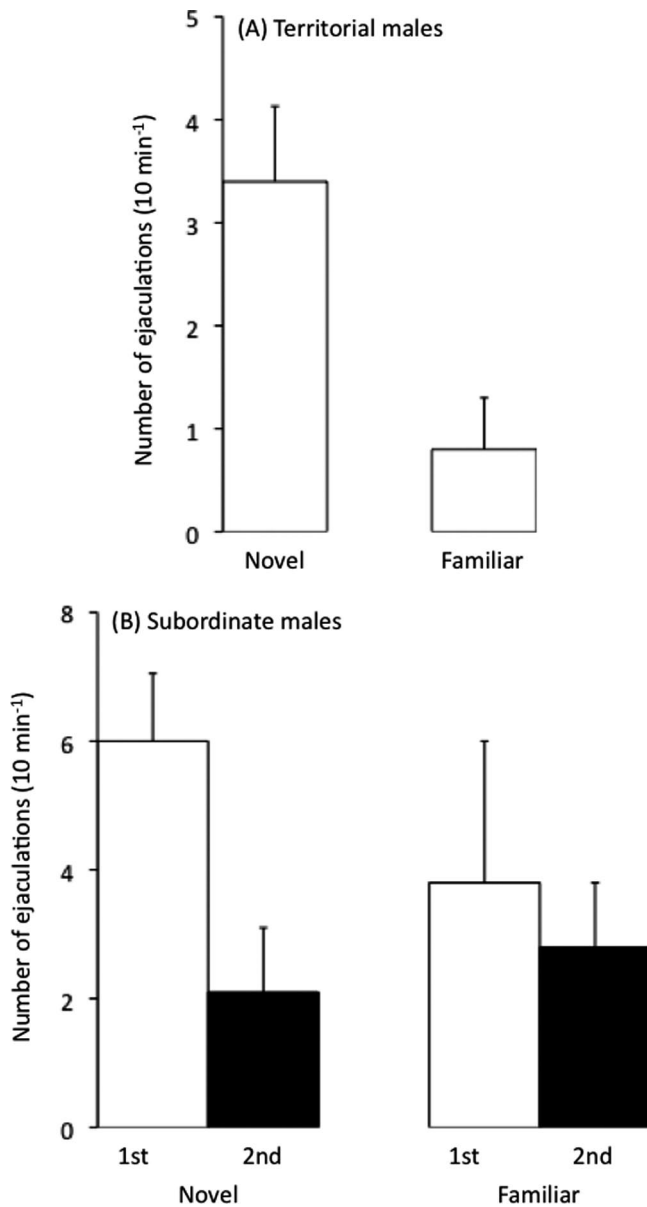 (A) Territorial males
Number of ejaculations (10 min-1)
5
4
3
2
1
0
Novel Familiar
(B) Subordinate males
Number of ejaculations (10 min-1)
8
6
4
2
0
1st 2nd 1st 2nd
Novel Familiar